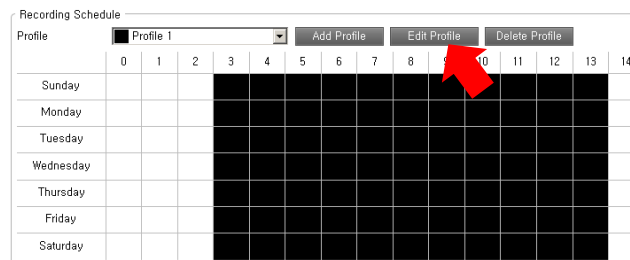 Recording Schedule
Profile Profile 1 Add Profile Edit Profile Delete Profile
0 1 2 3 4 5 6 7 8 9 10 11 12 13 14
Sunday
Monday
Tuesday
Wednesday
Thursday
Friday
Saturday